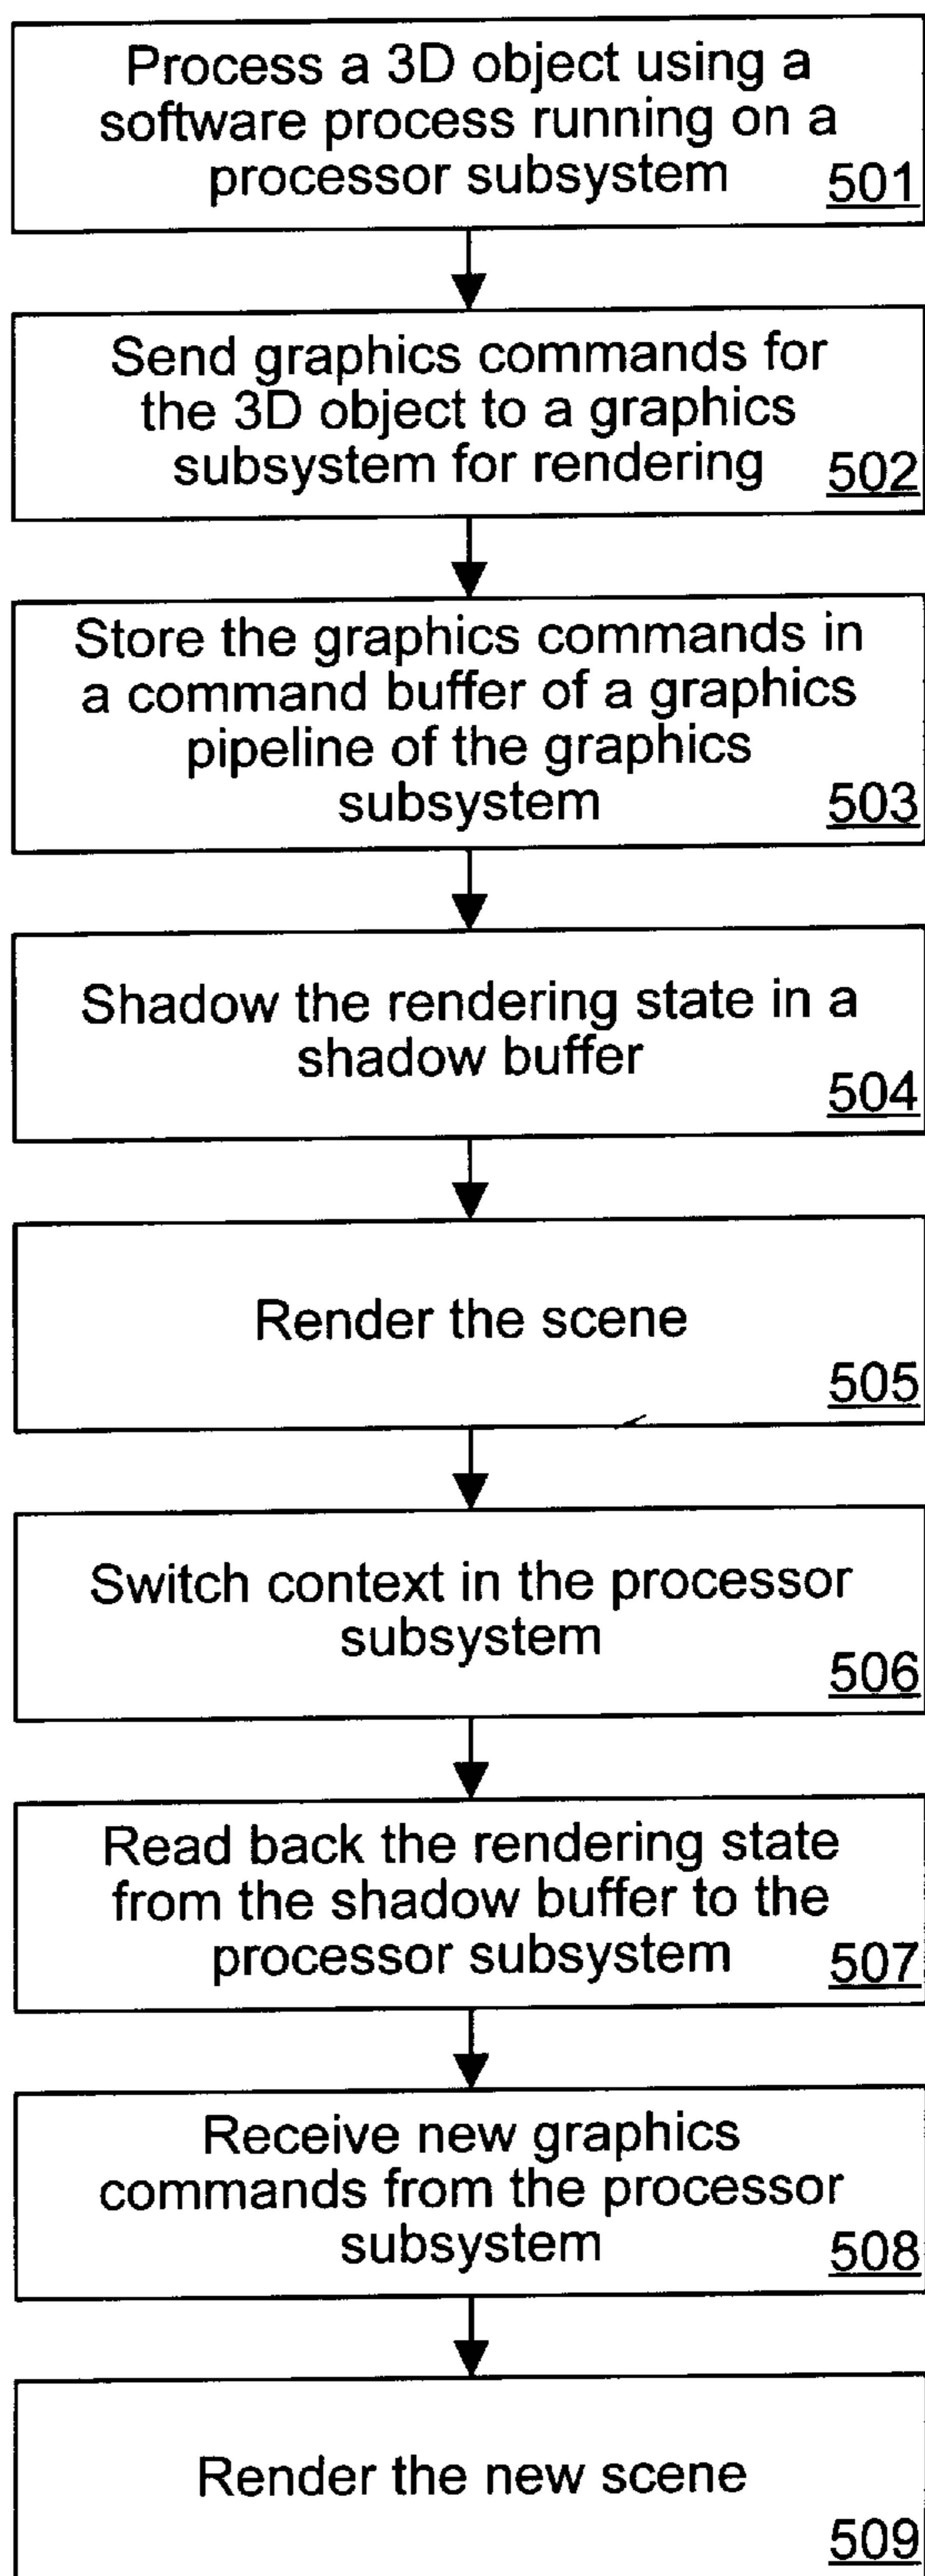 Process a 3D object using a
software process running on a
processor subsystem
501
Send graphics commands for
the 3D object to a graphics
subsystem for rendering
502
Store the graphics commands in
a command buffer of a graphics
pipeline of the graphics
subsystem
503
Shadow the rendering state in a
shadow buffer
504
Render the scene
505
Switch context in the processor
subsystem
506
Read back the rendering state
from the shadow buffer to the
processor subsystem
507
Receive new graphics
commands from the processor
subsystem
508
Render the new scene
509